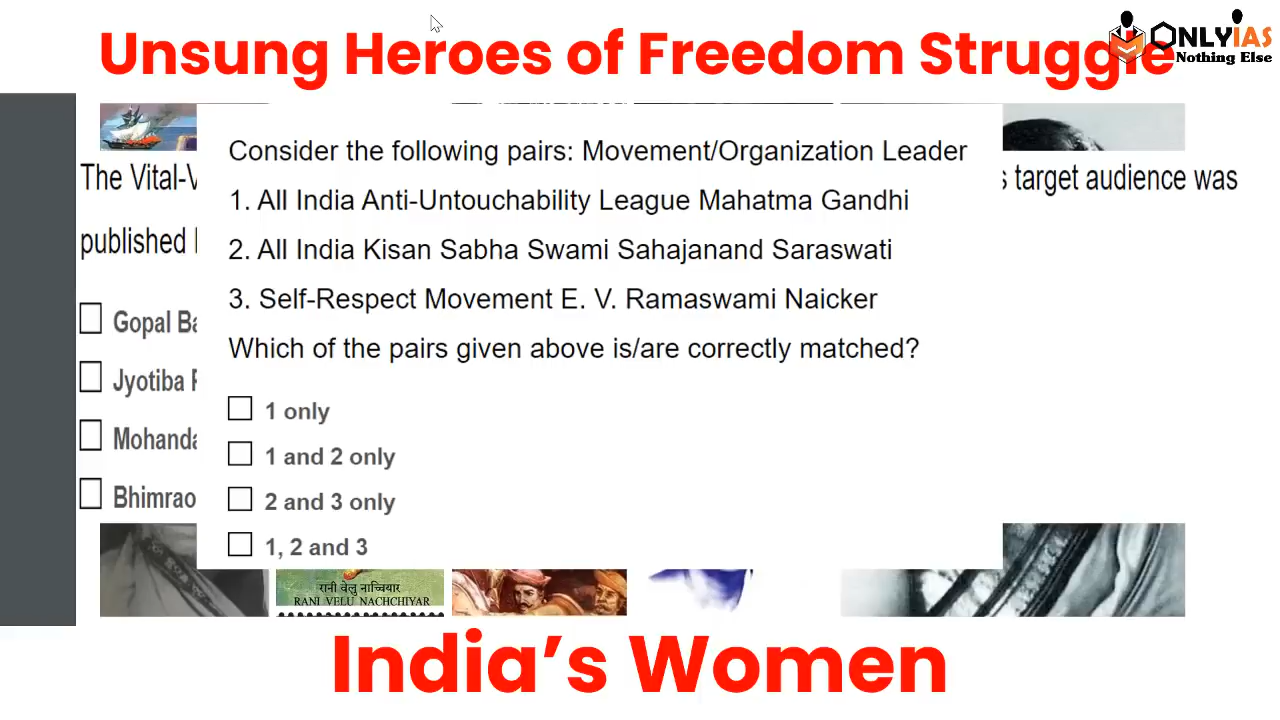 Unsung Heroes of Freedom Struggle
ONLYIAS
Nothing Else
Consider the following pairs: Movement/Organization Leader
The Vital-V
target audience was
1. All India Anti-Untouchability League Mahatma Gandhi
published
2. All India Kisan Sabha Swami Sahajanand Saraswati
3. Self-Respect Movement E. V. Ramaswami Naicker
Gopal Ba
Which of the pairs given above is/are correctly matched?
Jyotiba
1 only
Mohanda
1 and 2 only
Bhimrao
2 and 3 only
1, 2 and 3
रानी वेलु नाच्चियार
RANI VELU NACHCHIYAR
India's Women